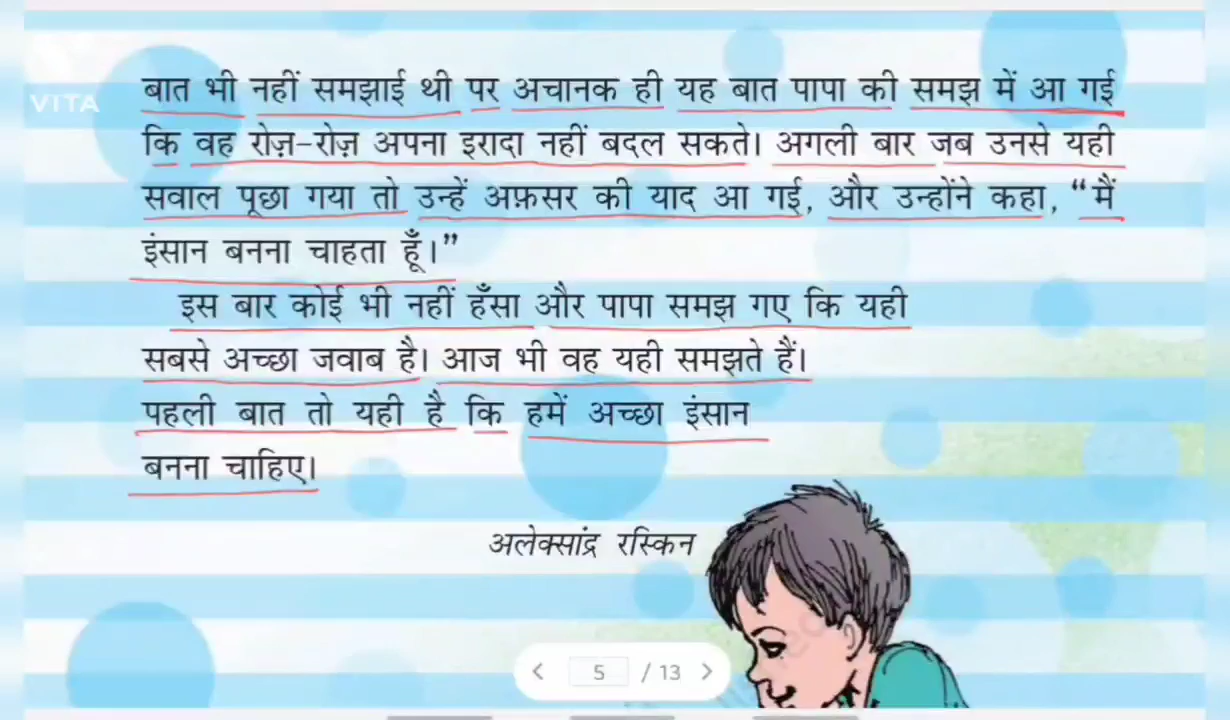 VITA
बात भी नहीं समझाई थी पर अचानक ही यह बात पापा की समझ में आ गई
कि वह रोज़-रोज़ अपना इरादा नहीं बदल सकते। अगली बार जब उनसे यही
सवाल पूछा गया तो उन्हें अफ़सर की याद आ गई, और उन्होंने कहा, “मैं
इंसान बनना चाहता हूँ।”
इस बार कोई भी नहीं हँसा और पापा समझ गए कि यही
सबसे अच्छा जवाब है। आज भी वह यही समझते हैं।
पहली बात तो यही है कि हमें अच्छा इंसान
बनना चाहिए।
अलेक्सांद्र रस्किन
5 / 13